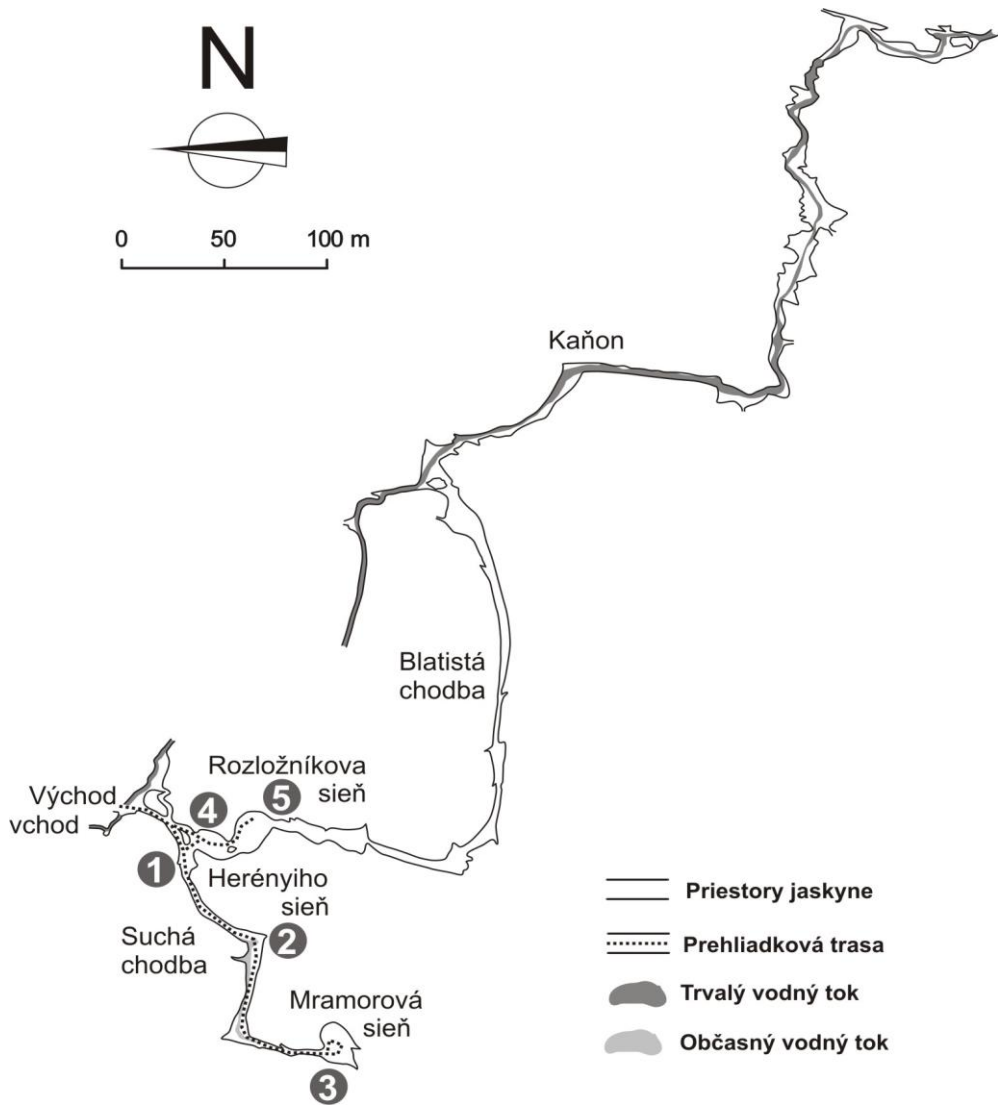 N
0 50 100 m
Kaňon
Blatistá
chodba
Rozložníkova
sieň
Východ
vchod
4
5
1
Herényiho
sieň
2
Suchá
chodba
Mramorová
sieň
3
Priestory jaskyne
Prehliadková trasa
Trvalý vodný tok
Občasný vodný tok